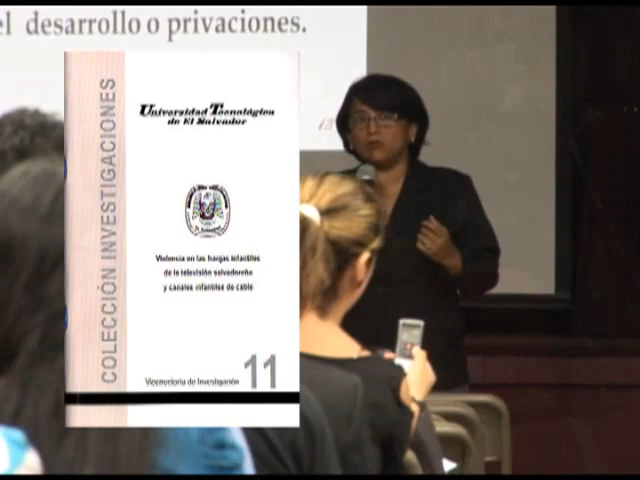 el desarrollo o privaciones.
COLECCIÓN INVESTIGACIONES
Universidad Tecnológica
de El Salvador
Violencia en las franjas infantiles
de la televisión salvadoreña
y canales infantiles de cable
Vicerrectoría de Investigación
11